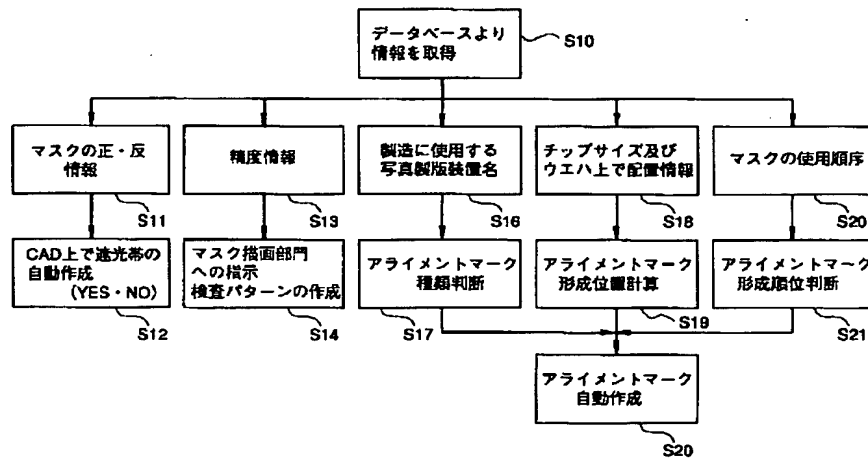 データベースより
情報を取得
S10
マスクの正・反
情報
S11
精度情報
S13
製造に使用する
写真製版装置名
S16
チップサイズ及び
ウエハ上で配置情報
S18
マスクの使用順序
S20
CAD上で遮光帯の
自動作成
(YES・NO)
S12
マスク描画部門
への指示
検査パターンの作成
S14
アライメントマーク
種類判断
S17
アライメントマーク
形成位置計算
S19
アライメントマーク
形成順位判断
S21
アライメントマーク
自動作成
S20